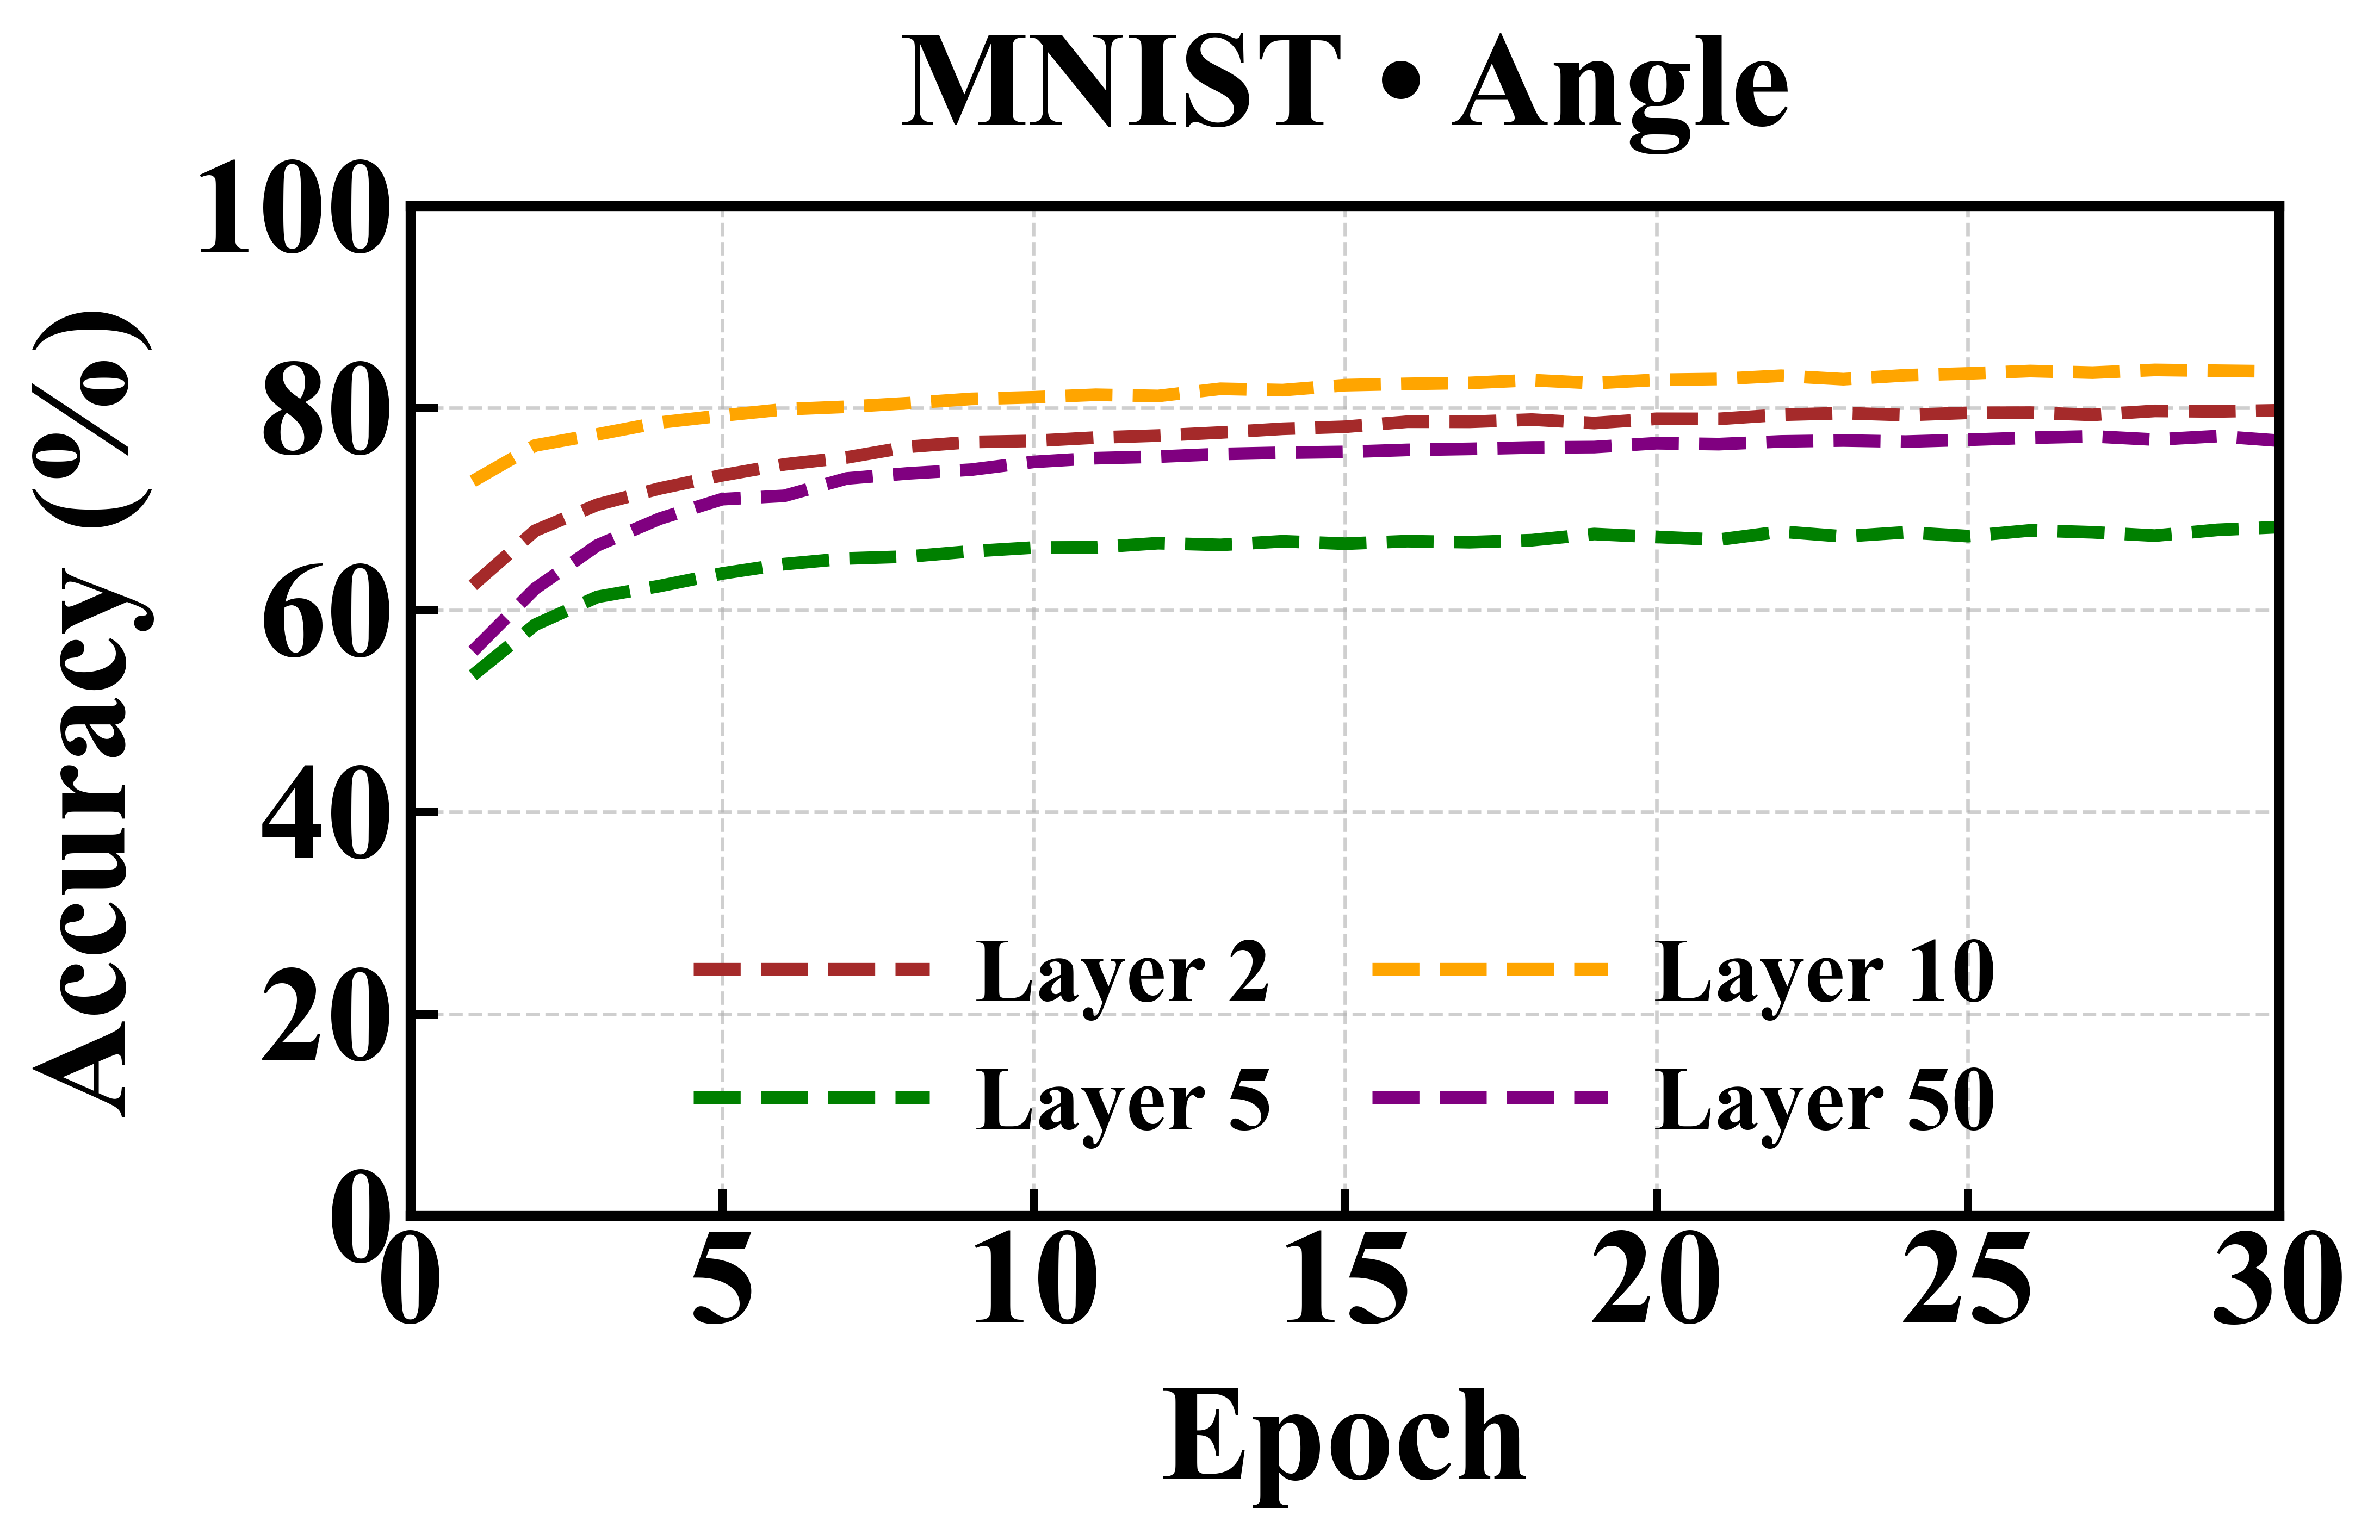 MNIST • Angle
Accuracy (%)
100
80
60
40
20
0
Layer 2
Layer 10
Layer 5
Layer 50
0 5 10 15 20 25 30
Epoch